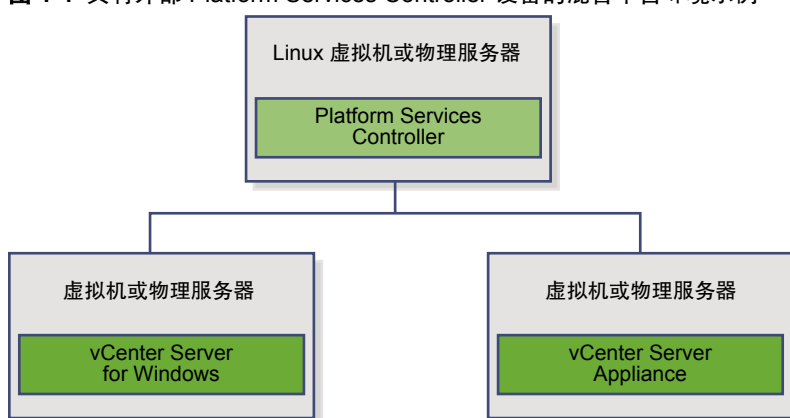 Linux 虚拟机或物理服务器
Platform Services
Controller
虚拟机或物理服务器
虚拟机或物理服务器
vCenter Server
for Windows
vCenter Server
Appliance